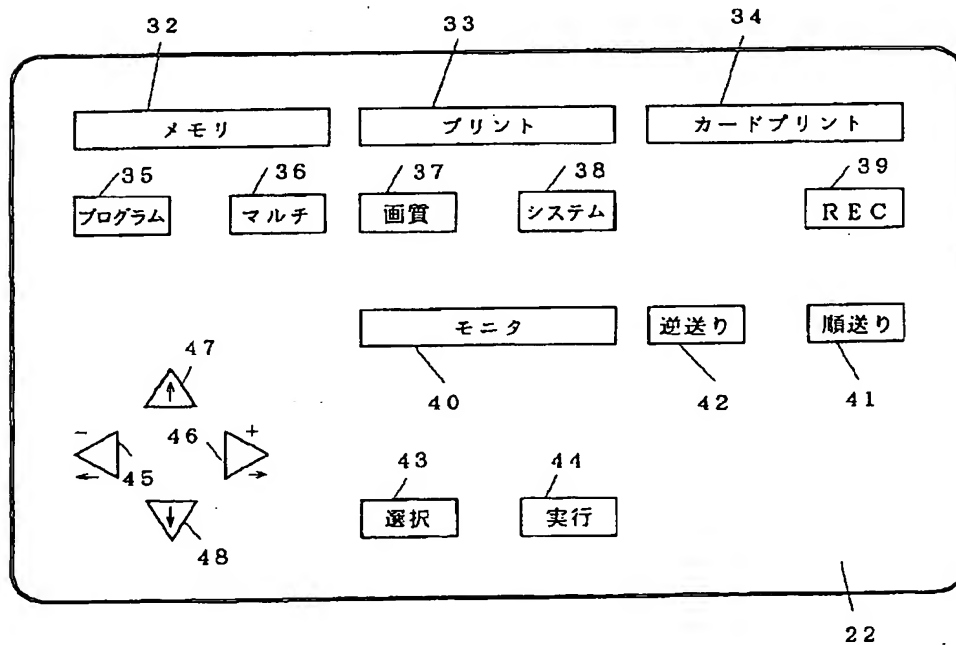 32 33 34
メモリ プリント カードプリント
35 36 37 38 39
プログラム マルチ 画質 システム REC
モニタ 逆送り 順送り
47 40 42 41
- 46 +
← 45 →
↑
43 44
選択 実行
↓
48
22